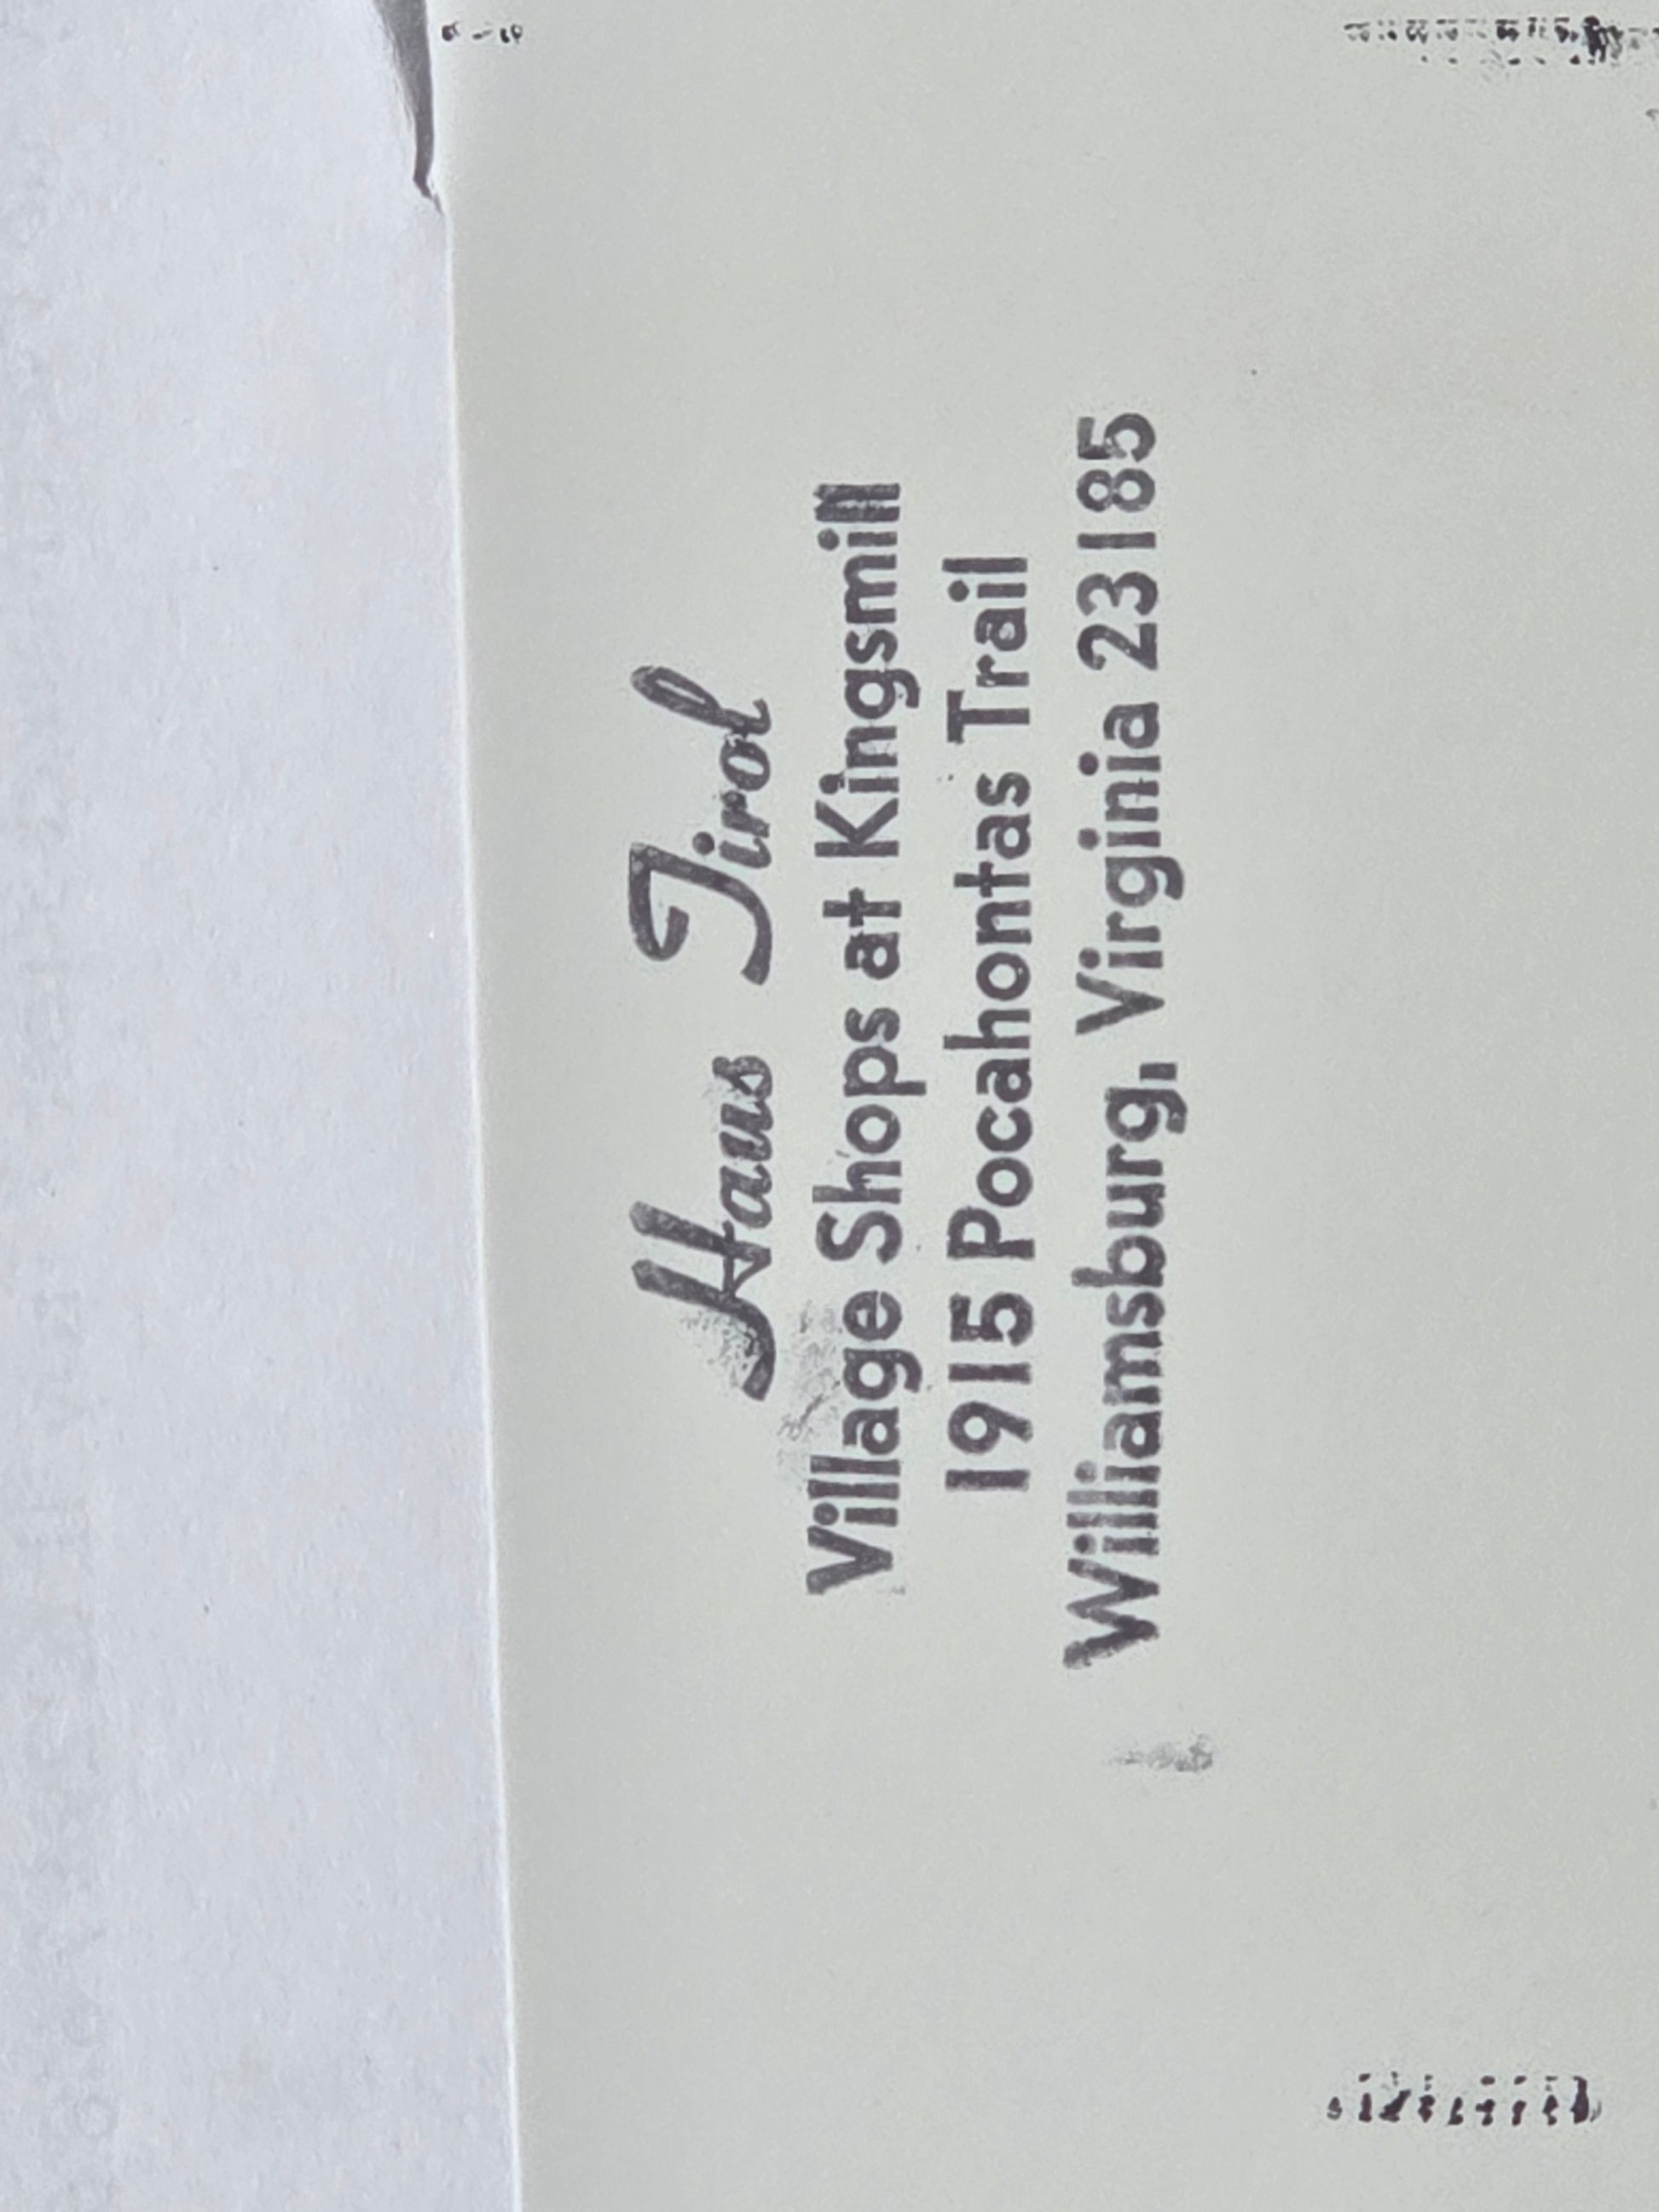 Haus Tirol
Village Shops at Kingsmill
1915 Pocahontas Trail
Williamsburg, Virginia 23185